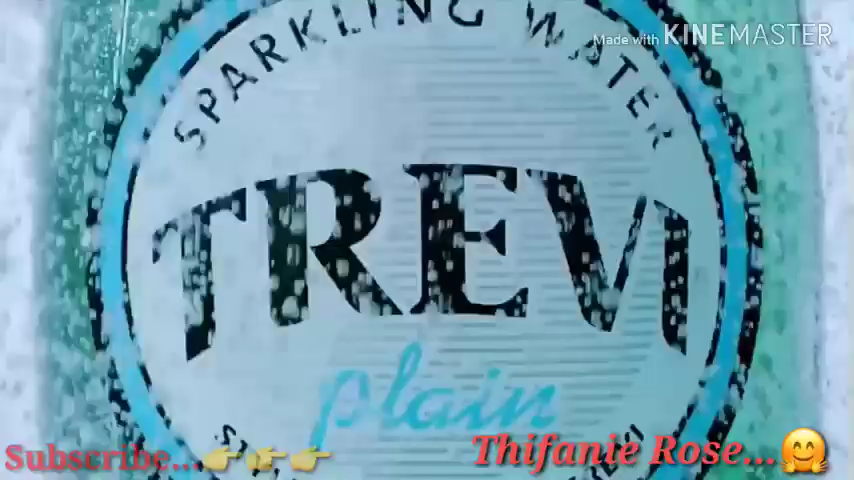 Made with KINEMASTER
SPARKLING WATER
TREVI
plain
Subscribe...👉👉👉
Thifanie Rose...🤗